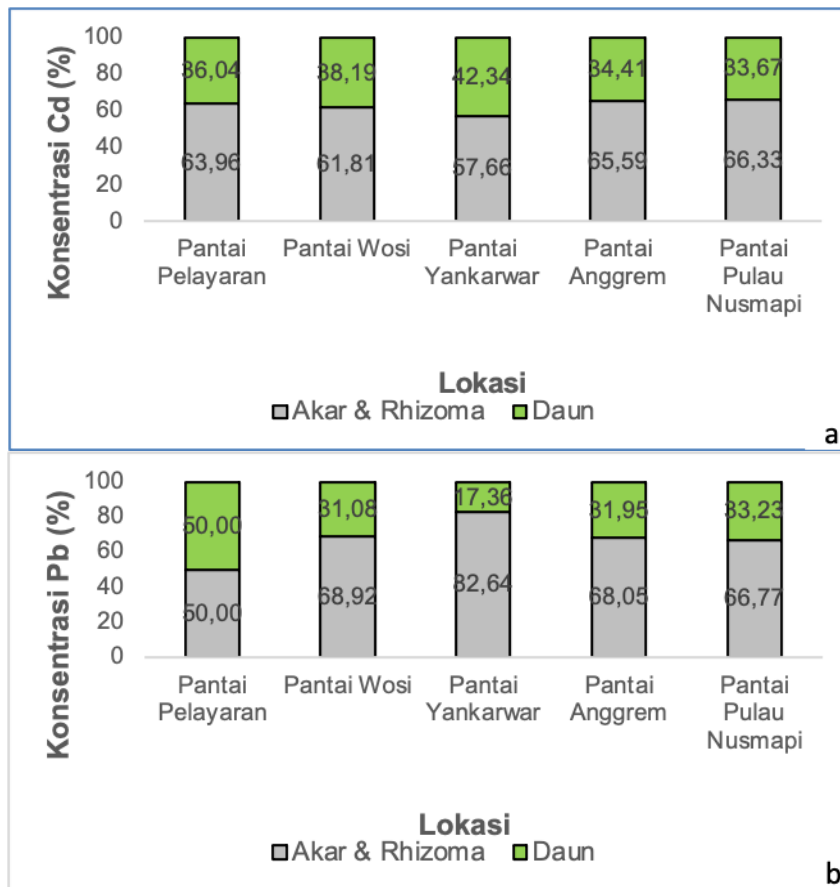 Konsentrasi Cd (%)
100
80
60
40
20
0
36,04
38,19
42,34
34,41
33,67
63,96
61,81
57,66
65,59
66,33
Pantai Pelayaran
Pantai Wosi
Pantai Yankarwar
Pantai Anggrem
Pantai Pulau Nusmapi
Lokasi
Akar & Rhizoma
Daun
a
Konsentrasi Pb (%)
100
80
60
40
20
0
50,00
31,08
17,36
31,95
33,23
50,00
68,92
82,64
68,05
66,77
Pantai Pelayaran
Pantai Wosi
Pantai Yankarwar
Pantai Anggrem
Pantai Pulau Nusmapi
Lokasi
Akar & Rhizoma
Daun
b